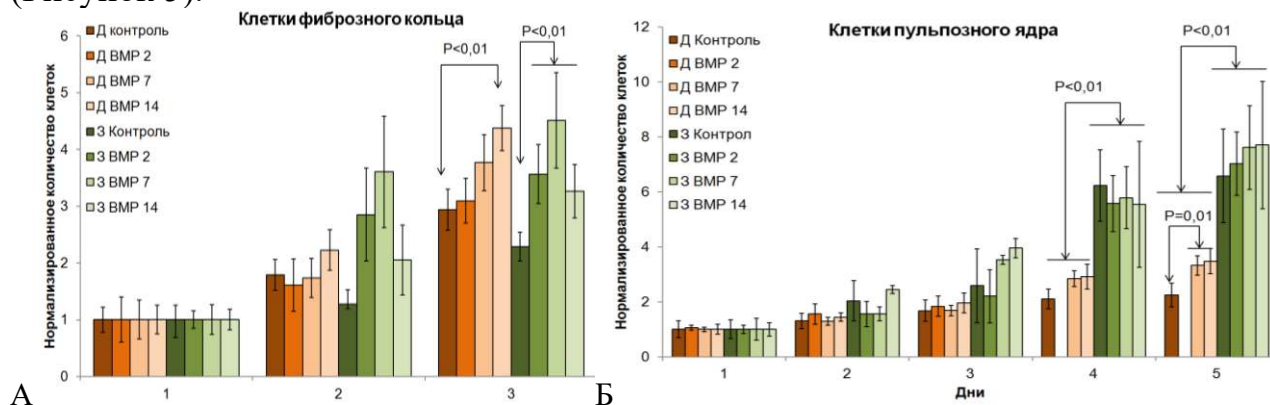 (Рисунок 5).
Клетки фиброзного кольца
Нормализированное количество клеток
6
5
4
3
2
1
0
Д контроль
Д BMP 2
Д BMP 7
Д BMP 14
З Контроль
З BMP 2
З BMP 7
З BMP 14
P<0,01
P<0,01
1 2 3
А
Клетки пульпозного ядра
Нормализированное количество клеток
12
10
8
6
4
2
0
Д Контроль
Д BMP 2
Д BMP 7
Д BMP 14
З Контрол
З BMP 2
З BMP 7
З BMP 14
P<0,01
P<0,01
P=0,01
1 2 3 4 5
Дни
Б